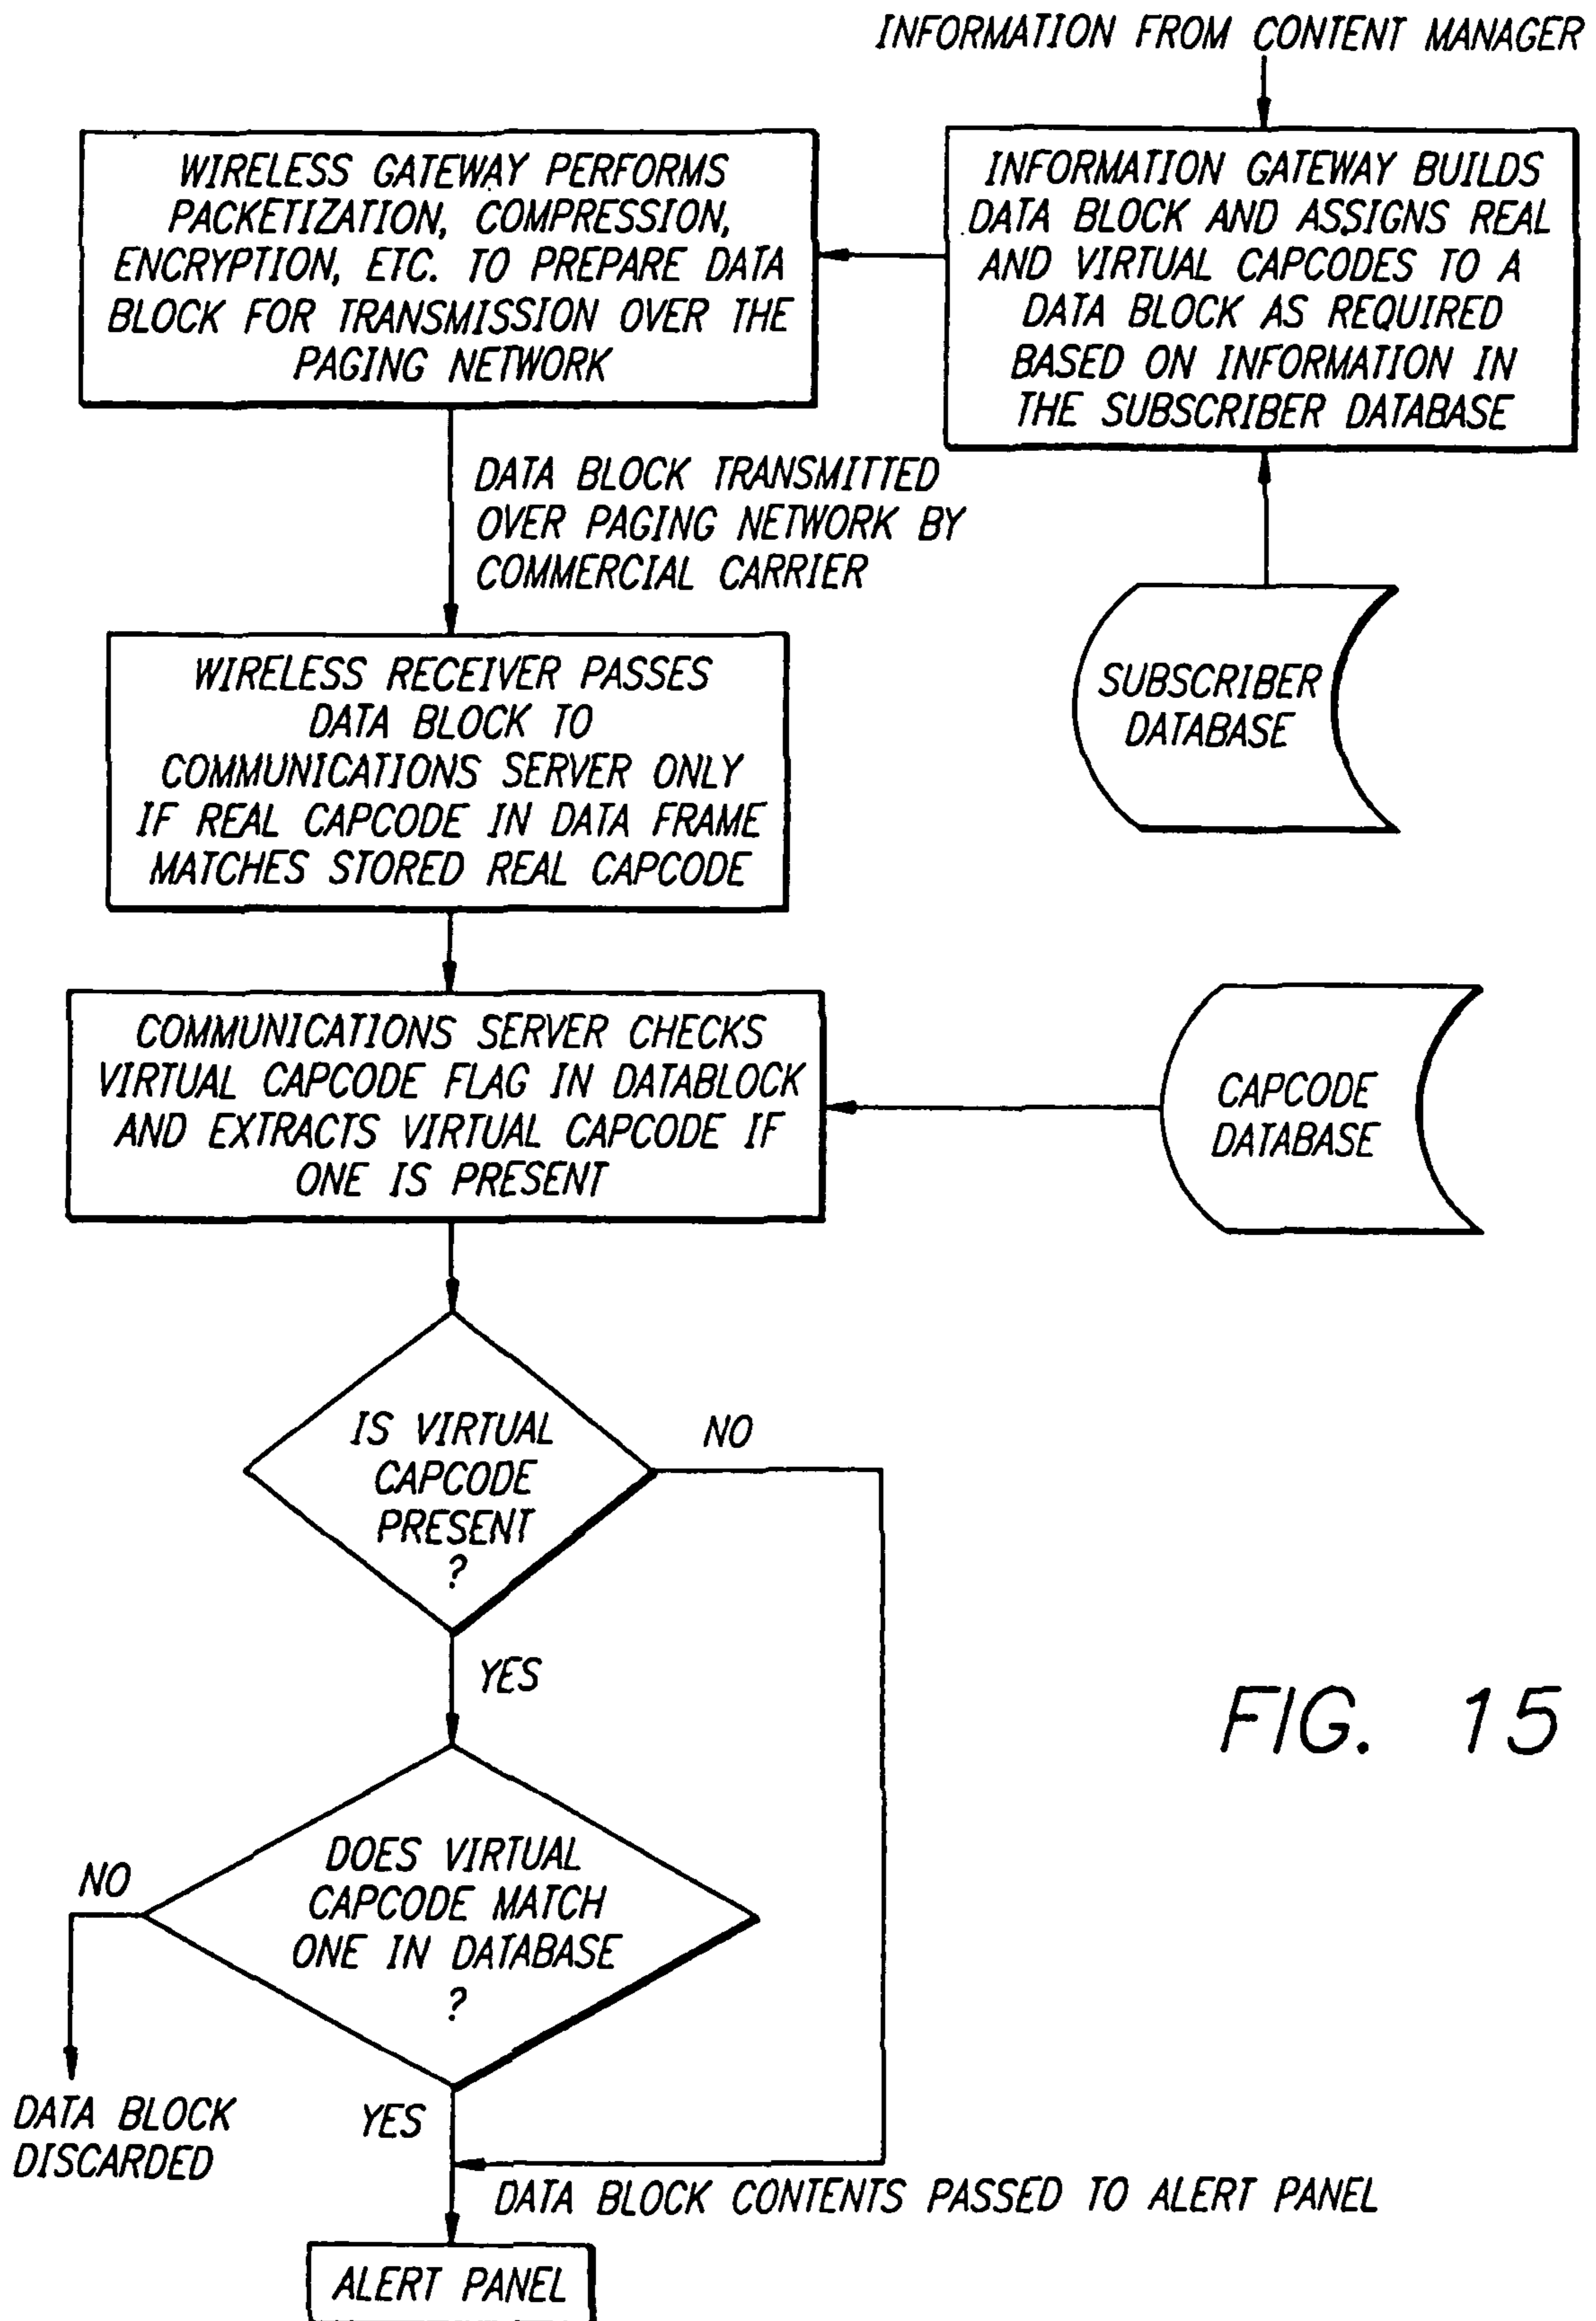 INFORMATION FROM CONTENT MANAGER
INFORMATION GATEWAY BUILDS
DATA BLOCK AND ASSIGNS REAL
AND VIRTUAL CAPCODES TO A
DATA BLOCK AS REQUIRED
BASED ON INFORMATION IN
THE SUBSCRIBER DATABASE
WIRELESS GATEWAY PERFORMS
PACKETIZATION, COMPRESSION,
ENCRYPTION, ETC. TO PREPARE DATA
BLOCK FOR TRANSMISSION OVER THE
PAGING NETWORK
DATA BLOCK TRANSMITTED
OVER PAGING NETWORK BY
COMMERCIAL CARRIER
SUBSCRIBER
DATABASE
WIRELESS RECEIVER PASSES
DATA BLOCK TO
COMMUNICATIONS SERVER ONLY
IF REAL CAPCODE IN DATA FRAME
MATCHES STORED REAL CAPCODE
COMMUNICATIONS SERVER CHECKS
VIRTUAL CAPCODE FLAG IN DATABLOCK
AND EXTRACTS VIRTUAL CAPCODE IF
ONE IS PRESENT
CAPCODE
DATABASE
IS VIRTUAL
CAPCODE
PRESENT
?
NO
YES
FIG. 15
DOES VIRTUAL
CAPCODE MATCH
ONE IN DATABASE
?
NO
DATA BLOCK
DISCARDED
YES
DATA BLOCK CONTENTS PASSED TO ALERT PANEL
ALERT PANEL